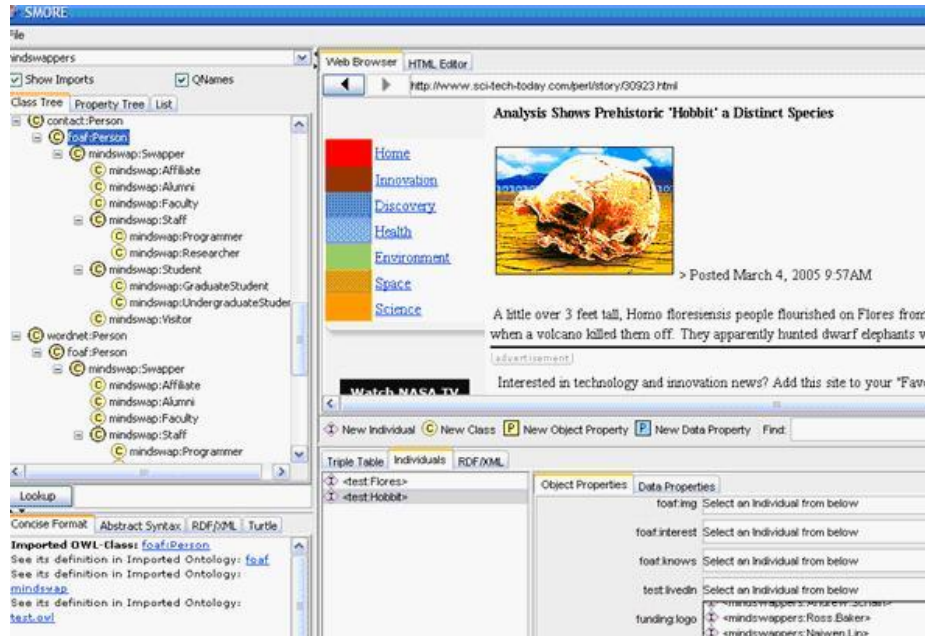 SMORE
File
mindswappers
Show Imports
QNames
Class Tree
Property Tree
List
contact:Person
foaf:Person
mindswap:Swapper
mindswap:Affiliate
mindswap:Alumni
mindswap:Faculty
mindswap:Staff
mindswap:Programmer
mindswap:Researcher
mindswap:Student
mindswap:GraduateStudent
mindswap:UndergraduateStuden
mindswap:Visitor
wordnet:Person
foaf:Person
mindswap:Swapper
mindswap:Affiliate
mindswap:Alumni
mindswap:Faculty
mindswap:Staff
mindswap:Programmer
Lookup
Concise Format
Abstract Syntax
RDF/XML
Turtle
Imported OWL-Class: foaf:Person
See its definition in Imported Ontology: foaf
See its definition in Imported Ontology:
mindswap
See its definition in Imported Ontology:
test.owl
Web Browser
HTML Editor
http://www.sci-tech-today.com/perl/story/30923.html
Analysis Shows Prehistoric 'Hobbit' a Distinct Species
Home
Innovation
Discovery
Health
Environment
Space
Science
> Posted March 4, 2005 9:57AM
A little over 3 feet tall, Homo floresiensis people flourished on Flores from
when a volcano killed them off. They apparently hunted dwarf elephants w
advertisement
Interested in technology and innovation news? Add this site to your "Favo
Watch NASA TV
New Individual
New Class
New Object Property
New Data Property
Find:
Triple Table
Individuals
RDF/XML
<test:Flores>
<test:Hobbit>
Object Properties
Data Properties
foaf:img Select an Individual from below
foaf:interest Select an Individual from below
foaf:knows Select an Individual from below
test:livedIn Select an Individual from below
<mindswappers:Andrew.Schain>
funding:logo <mindswappers:Ross.Baker>
<mindswappers:Naiwen.Lin>